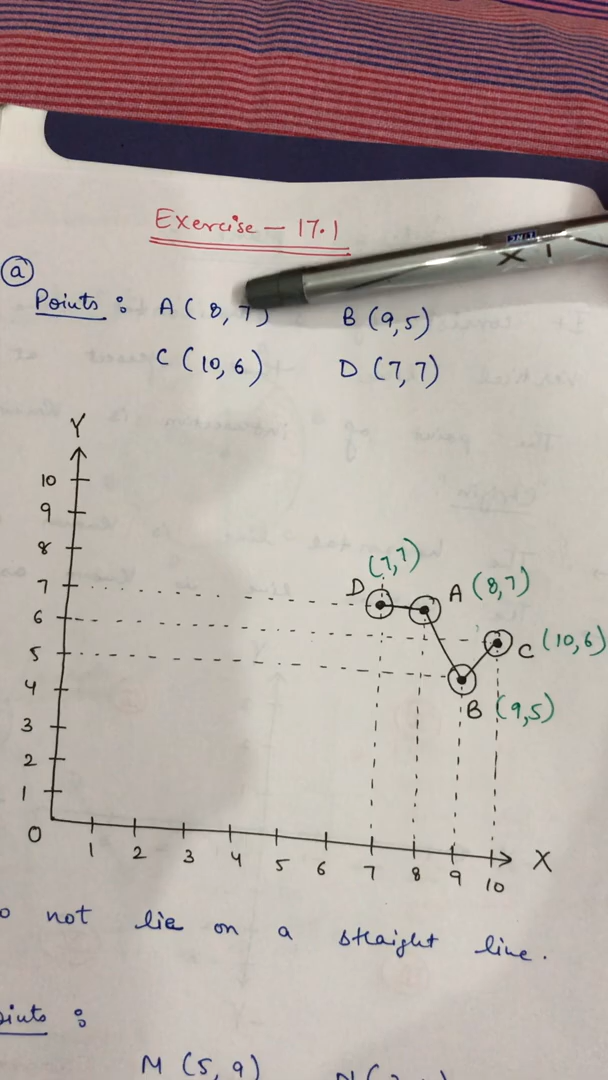 Exercise - 17.1
LINC
(a)
Points : A (8, 7) B (9,5)
C (10,6) D (7,7)
Y
10
9
8
7
6
5
4
3
2
1
0
(7,7)
D A (8,7)
C (10,6)
B (9,5)
1 2 3 4 5 6 7 8 9 10 X
not lie on a straight line.
M (5, 9)